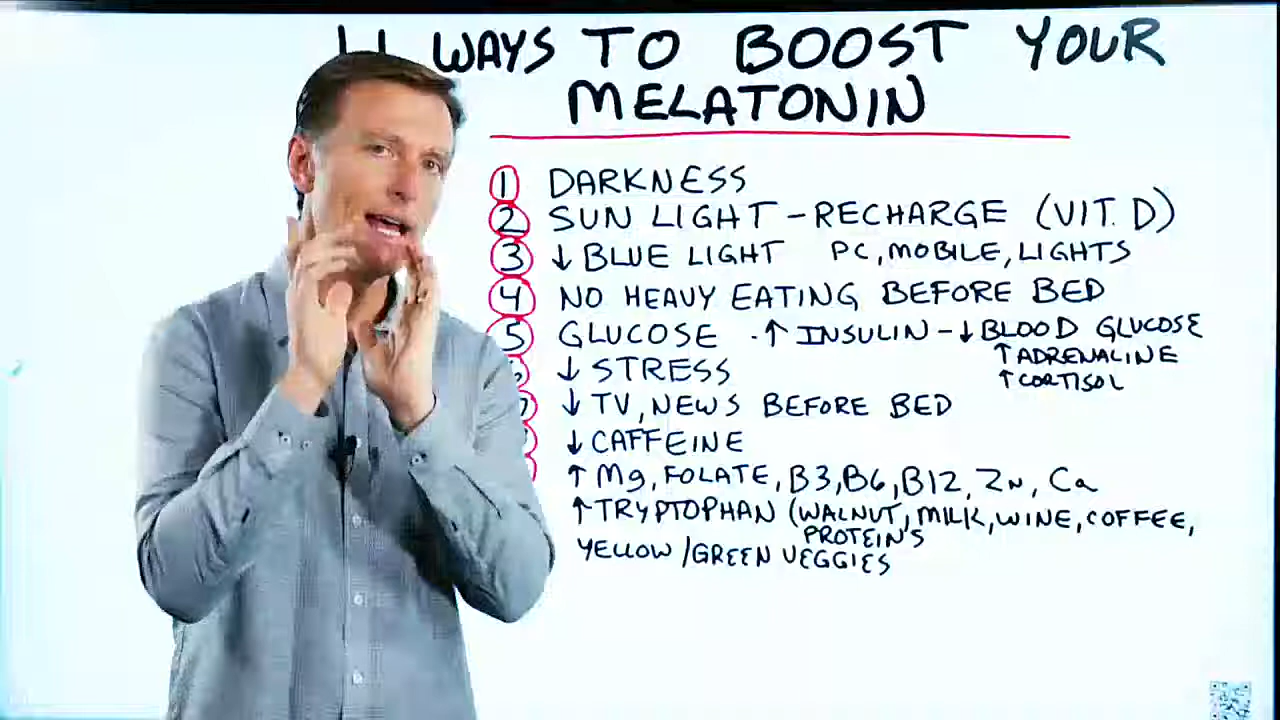 11 WAYS TO BOOST YOUR
MELATONIN
1 DARKNESS
2 SUN LIGHT - RECHARGE (VIT. D)
3 ↓ BLUE LIGHT PC, MOBILE, LIGHTS
4 NO HEAVY EATING BEFORE BED
5 GLUCOSE · ↑ INSULIN - ↓ BLOOD GLUCOSE
↑ ADRENALINE
↑ CORTISOL
↓ STRESS
↓ TV, NEWS BEFORE BED
↓ CAFFEINE
↑ Mg, FOLATE, B3, B6, B12, Zn, Ca
↑ TRYPTOPHAN (WALNUT, MILK, WINE, COFFEE,
PROTEIN'S
YELLOW/GREEN VEGGIES